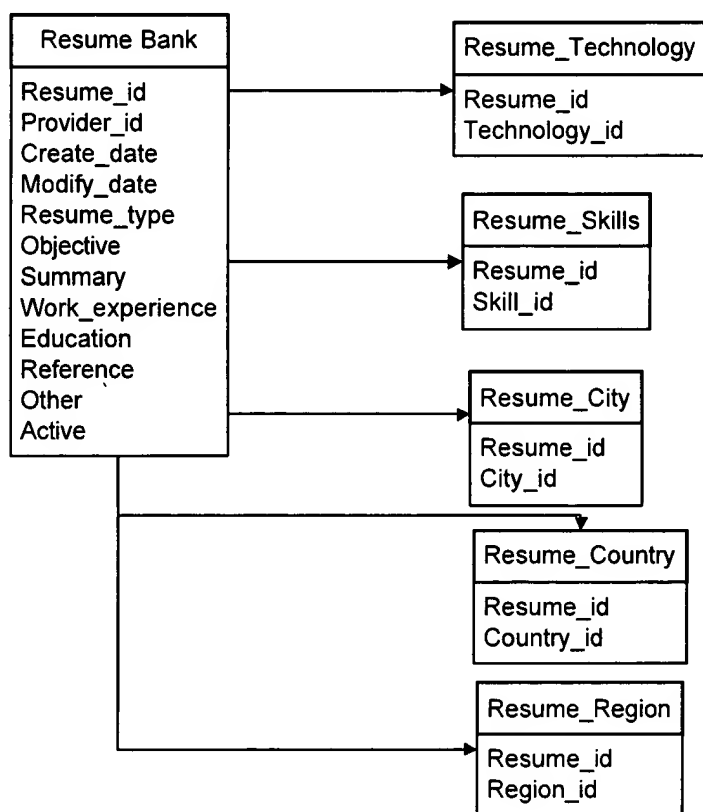 Resume Bank
Resume_id
Provider_id
Create_date
Modify_date
Resume_type
Objective
Summary
Work_experience
Education
Reference
Other
Active
Resume_Technology
Resume_id
Technology_id
Resume_Skills
Resume_id
Skill_id
Resume_City
Resume_id
City_id
Resume_Country
Resume_id
Country_id
Resume_Region
Resume_id
Region_id